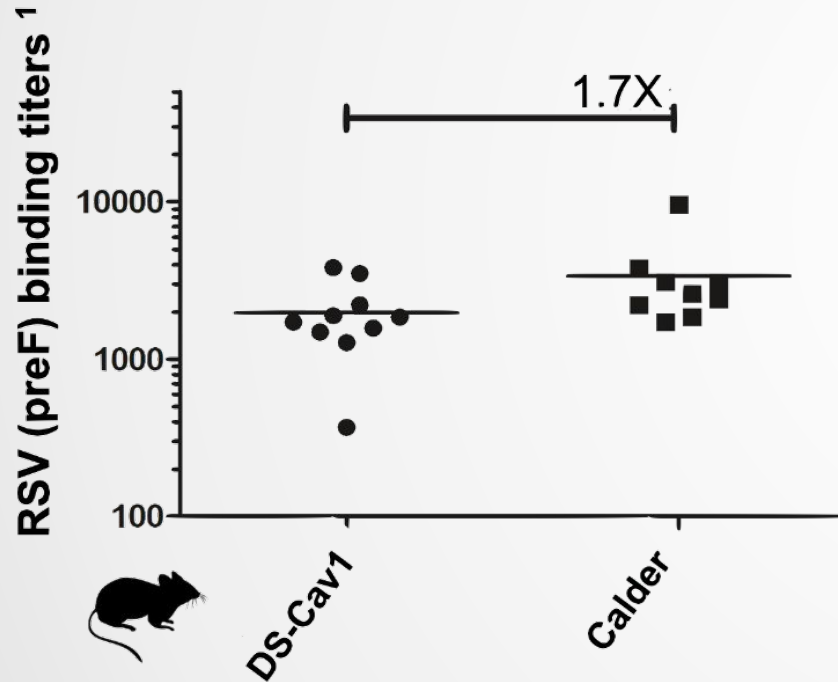 RSV (preF) binding titers 1
1.7X
10000
1000
100
DS-Cav1
Calder